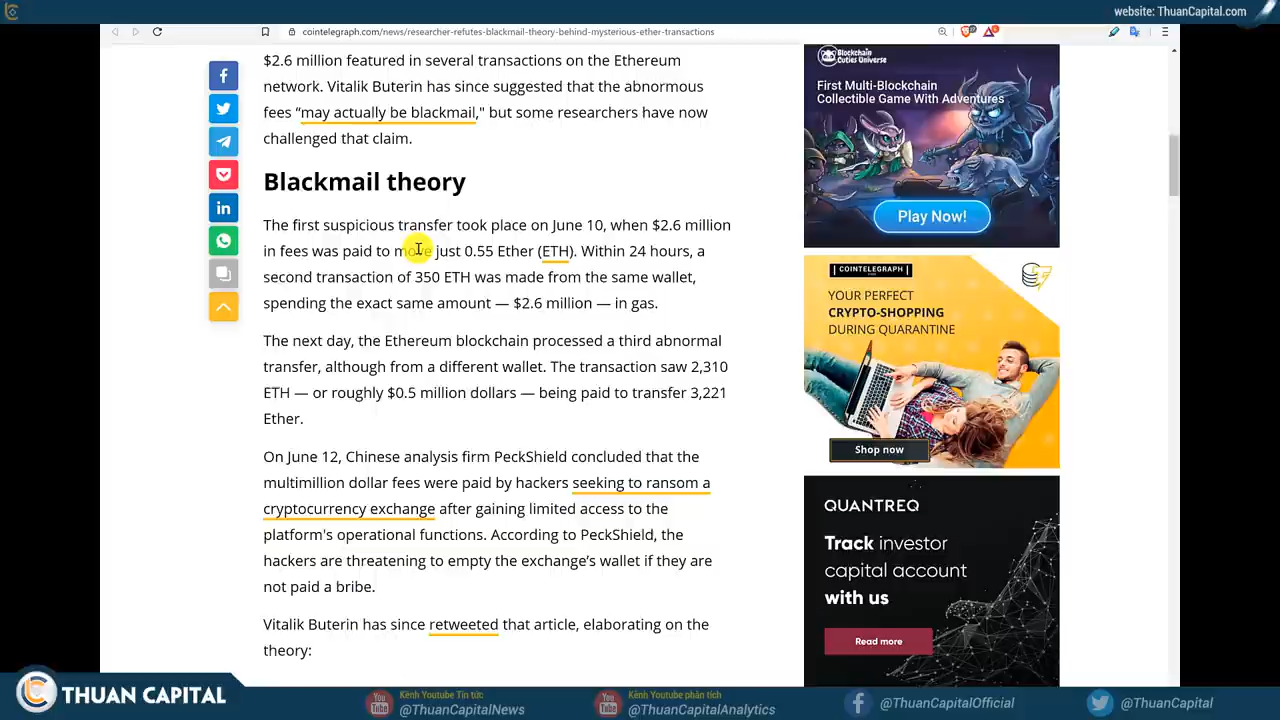 website: ThuanCapital.com
cointelegraph.com/news/researcher-refutes-blackmail-theory-behind-mysterious-ether-transactions
$2.6 million featured in several transactions on the Ethereum
network. Vitalik Buterin has since suggested that the abnormous
fees “may actually be blackmail," but some researchers have now
challenged that claim.
Blackmail theory
The first suspicious transfer took place on June 10, when $2.6 million
in fees was paid to move just 0.55 Ether (ETH). Within 24 hours, a
second transaction of 350 ETH was made from the same wallet,
spending the exact same amount — $2.6 million — in gas.
The next day, the Ethereum blockchain processed a third abnormal
transfer, although from a different wallet. The transaction saw 2,310
ETH — or roughly $0.5 million dollars — being paid to transfer 3,221
Ether.
On June 12, Chinese analysis firm PeckShield concluded that the
multimillion dollar fees were paid by hackers seeking to ransom a
cryptocurrency exchange after gaining limited access to the
platform's operational functions. According to PeckShield, the
hackers are threatening to empty the exchange’s wallet if they are
not paid a bribe.
Vitalik Buterin has since retweeted that article, elaborating on the
theory:
Blockchain
Cuties Universe
First Multi-Blockchain
Collectible Game With Adventures
Play Now!
COINTELEGRAPH
YOUR PERFECT
CRYPTO-SHOPPING
DURING QUARANTINE
Shop now
QUANTREQ
Track investor
capital account
with us
Read more
THUAN CAPITAL
Kênh Youtube Tin tức
@ThuanCapitalNews
Kênh Youtube phân tích
@ThuanCapitalAnalytics
@ThuanCapitalOfficial
@ThuanCapital